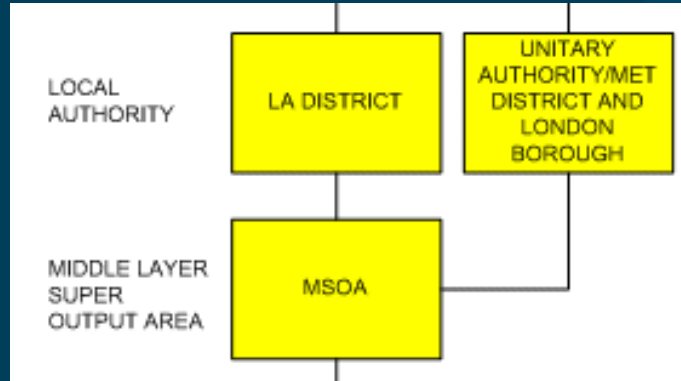 LOCAL
AUTHORITY
LA DISTRICT
UNITARY
AUTHORITY/MET
DISTRICT AND
LONDON
BOROUGH
MIDDLE LAYER
SUPER
OUTPUT AREA
MSOA